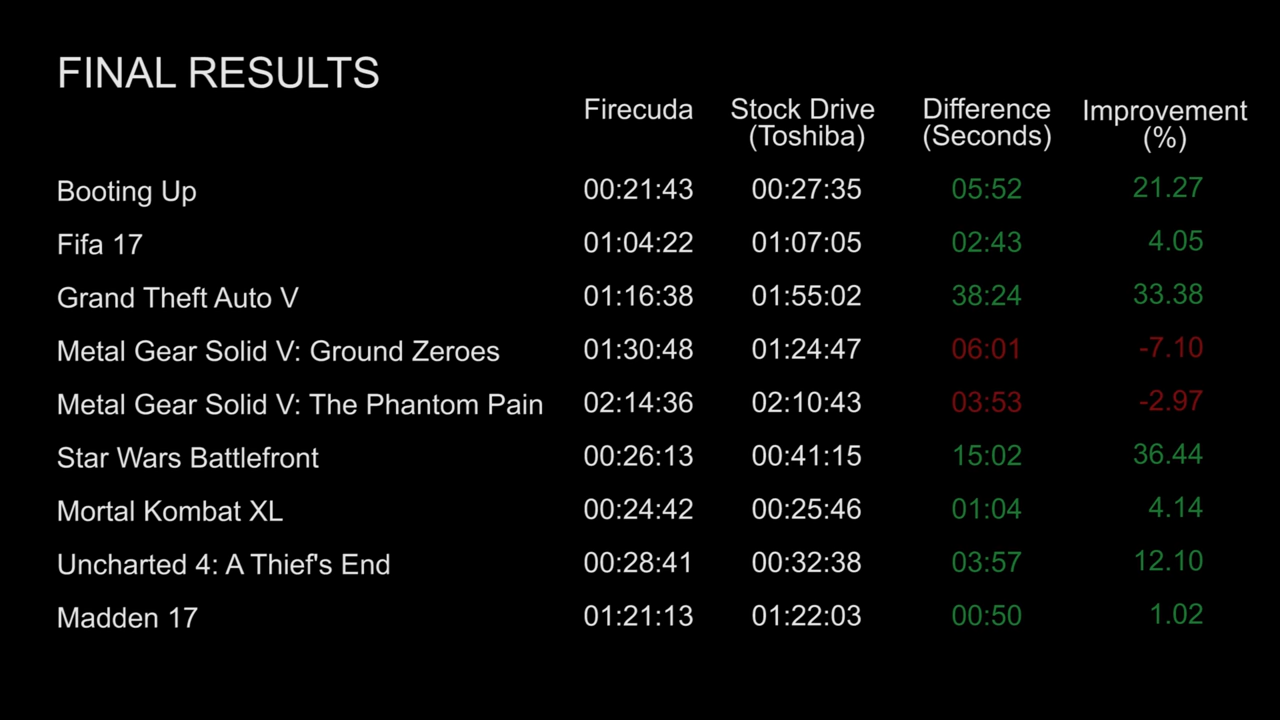 FINAL RESULTS
Firecuda Stock Drive (Toshiba) Difference (Seconds) Improvement (%)
Booting Up 00:21:43 00:27:35 05:52 21.27
Fifa 17 01:04:22 01:07:05 02:43 4.05
Grand Theft Auto V 01:16:38 01:55:02 38:24 33.38
Metal Gear Solid V: Ground Zeroes 01:30:48 01:24:47 06:01 -7.10
Metal Gear Solid V: The Phantom Pain 02:14:36 02:10:43 03:53 -2.97
Star Wars Battlefront 00:26:13 00:41:15 15:02 36.44
Mortal Kombat XL 00:24:42 00:25:46 01:04 4.14
Uncharted 4: A Thief's End 00:28:41 00:32:38 03:57 12.10
Madden 17 01:21:13 01:22:03 00:50 1.02